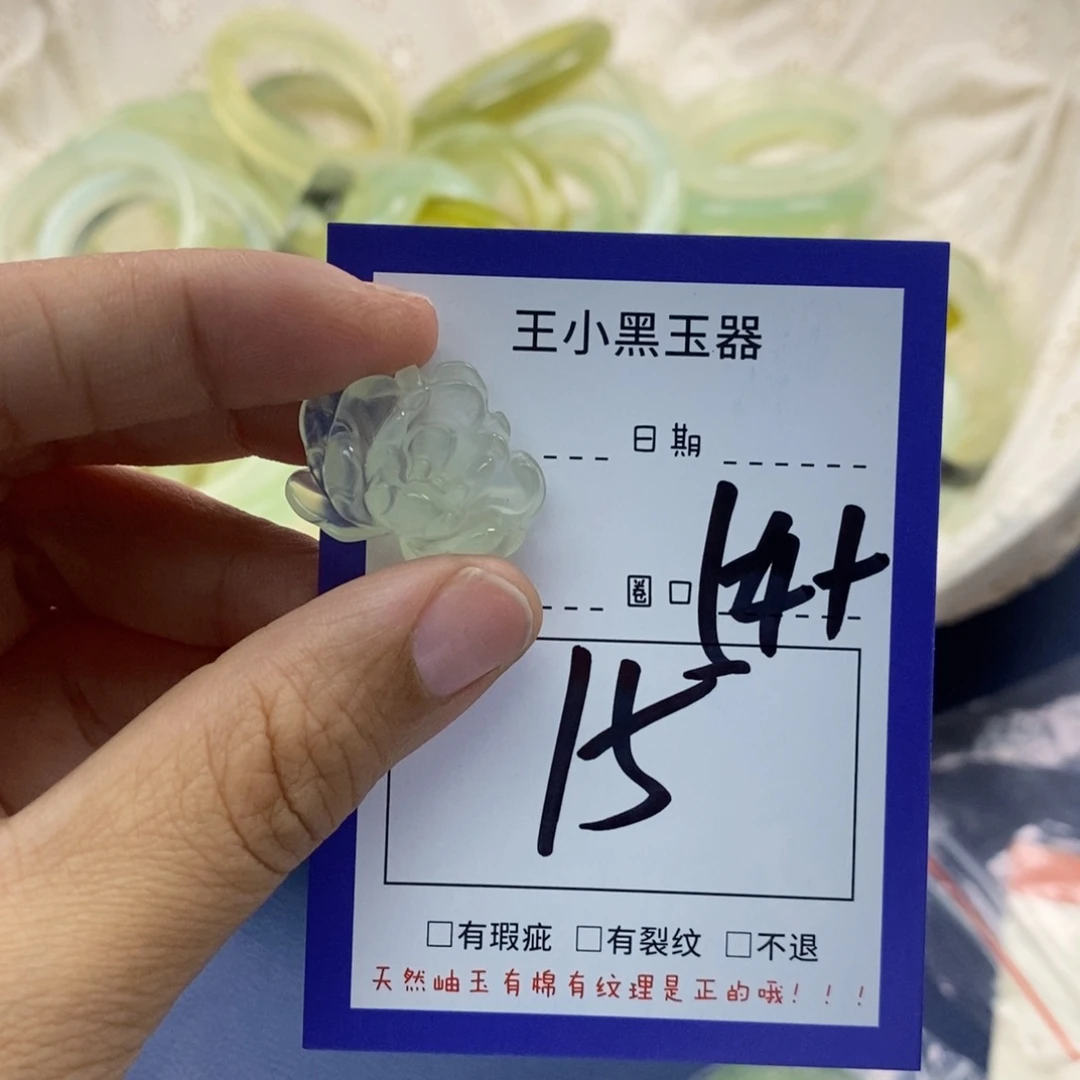 王小黑玉器
日期
圈口
15
□有瑕疵 □有裂纹 □不退
天然岫玉有棉有纹理是正的哦！！！